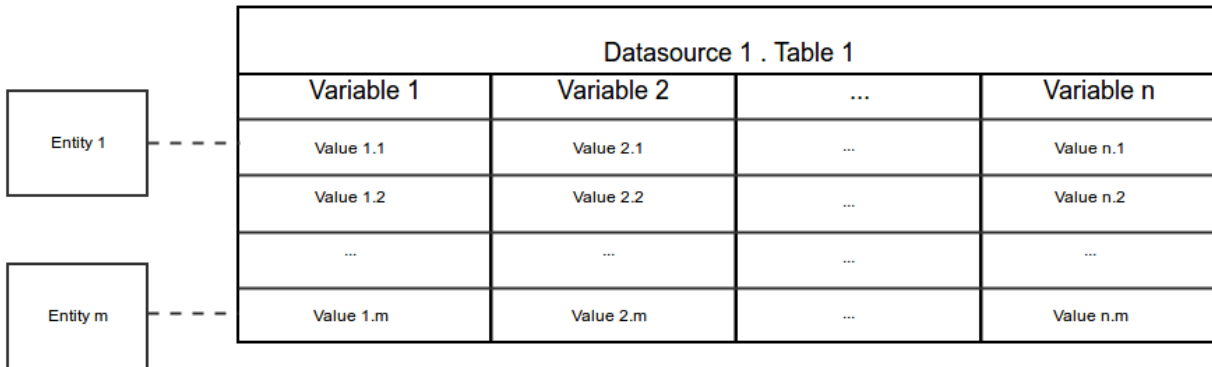 Datasource 1 . Table 1
Variable 1 Variable 2 ... Variable n
Entity 1 Value 1.1 Value 2.1 ... Value n.1
Value 1.2 Value 2.2 ... Value n.2
... ... ... ...
Entity m Value 1.m Value 2.m ... Value n.m